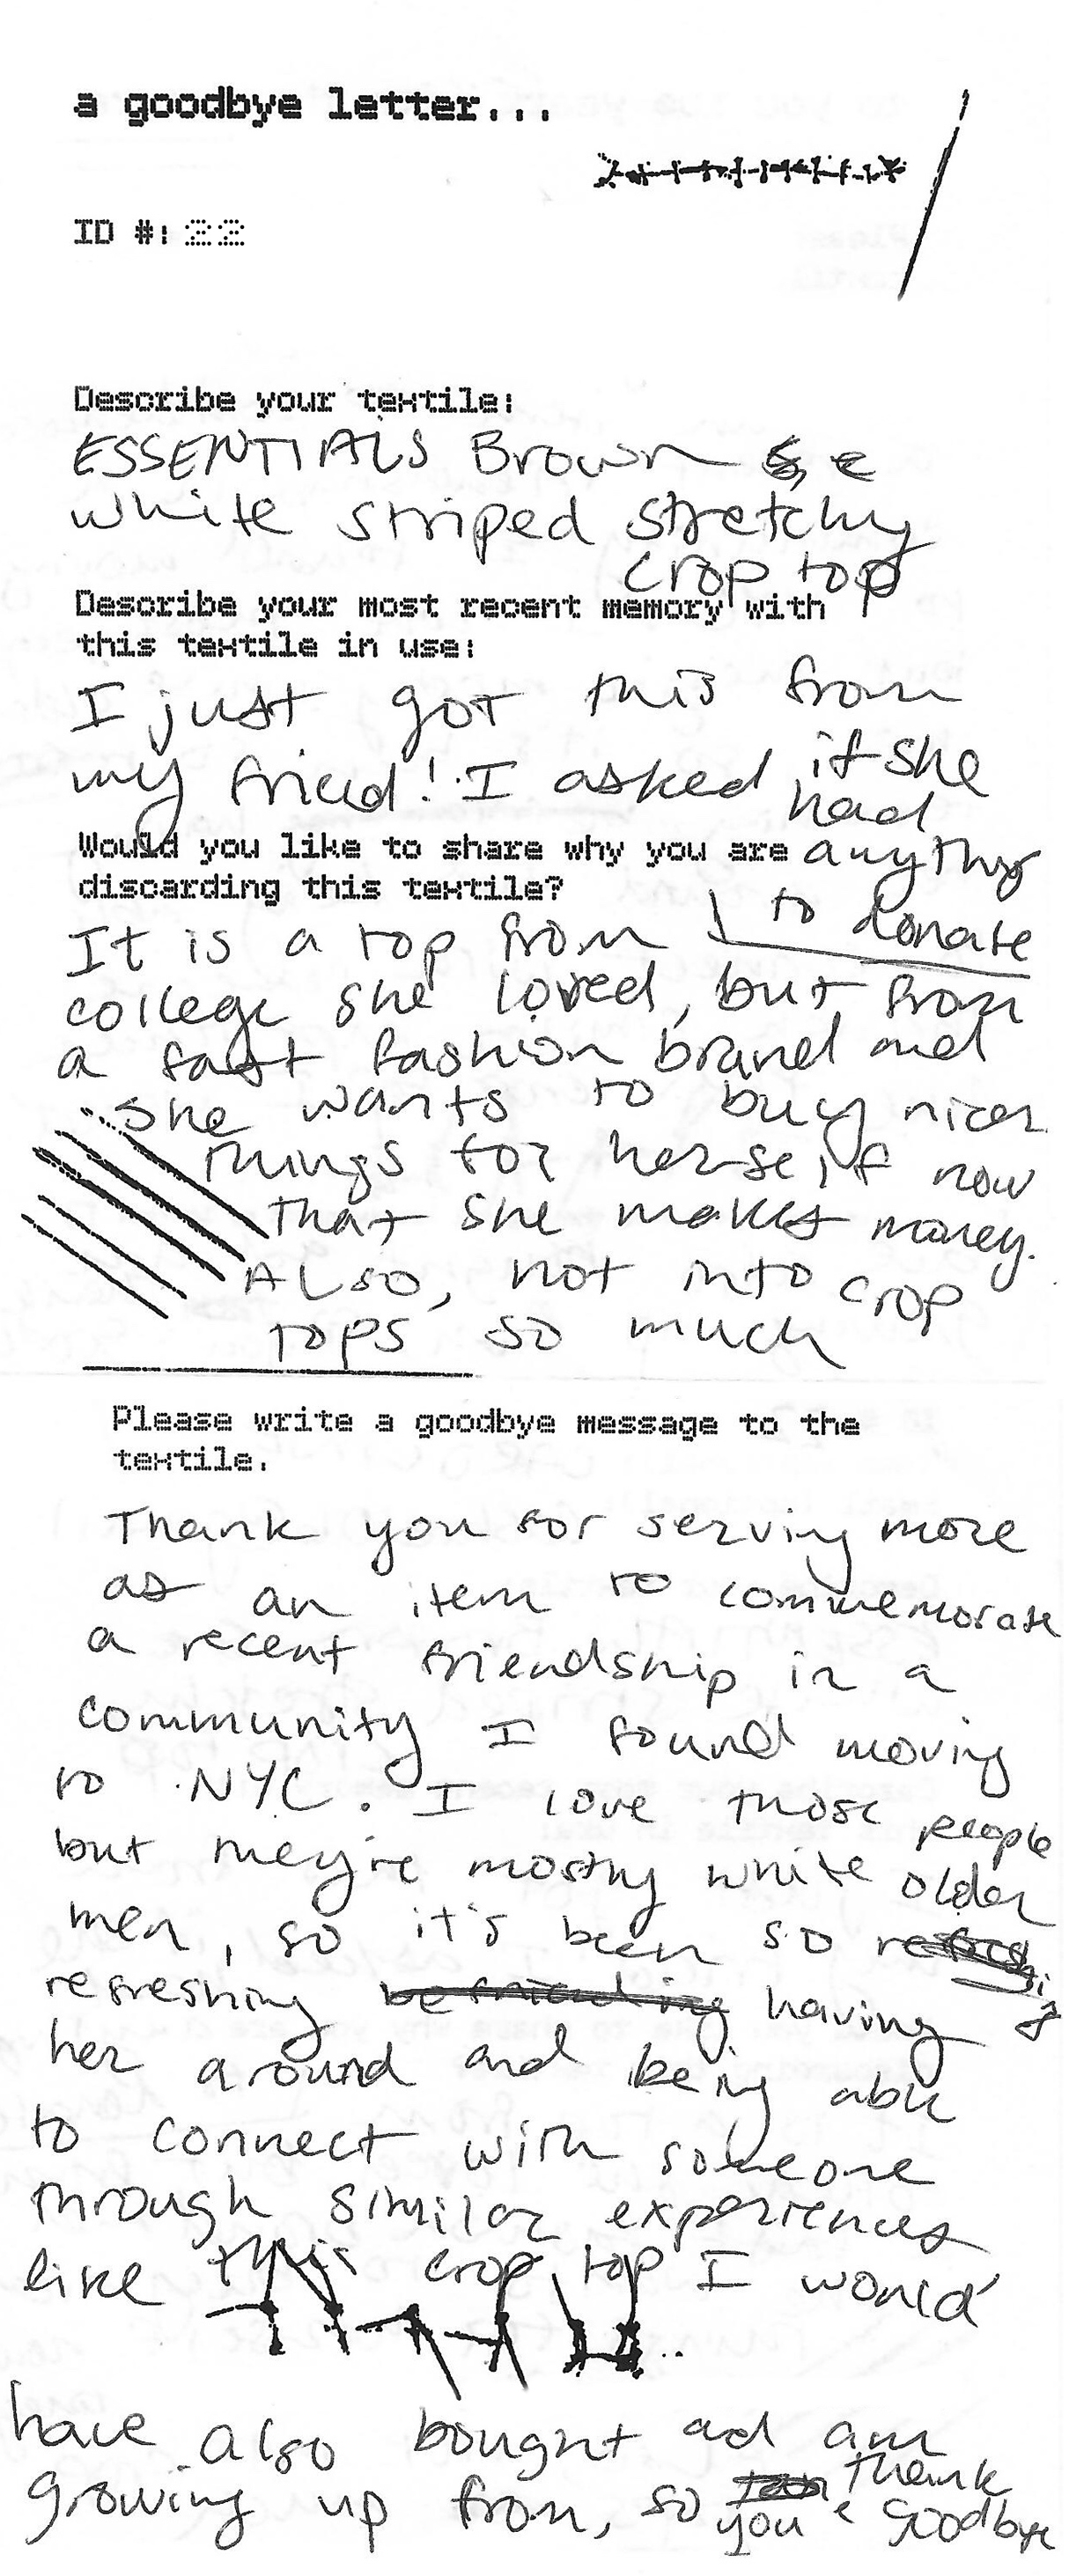 a goodbye letter...
ID #: 22
Describe your textile:
ESSENTIALS Brown &
white striped stretchy
crop top
Describe your most recent memory with
this textile in use:
I just got this from
my friend! I asked if she
had
anything
to donate
Would you like to share why you are
discarding this textile?
It is a top from
college she loved, but from
a fast fashion brand and
she wants to buy nicer
things for herself now
that she makes money.
Also, not into crop
tops so much
Please write a goodbye message to the
textile.
Thank you for serving more
as an item to commemorate
a recent friendship in a
community I found moving
to NYC. I love those people
but they're mostly white older
men, so it's been so
refreshing having
her around and being able
to connect with someone
through similar experiences
like this crop top I would
have also bought ad am
growing up from, so thank
you & Goodbye